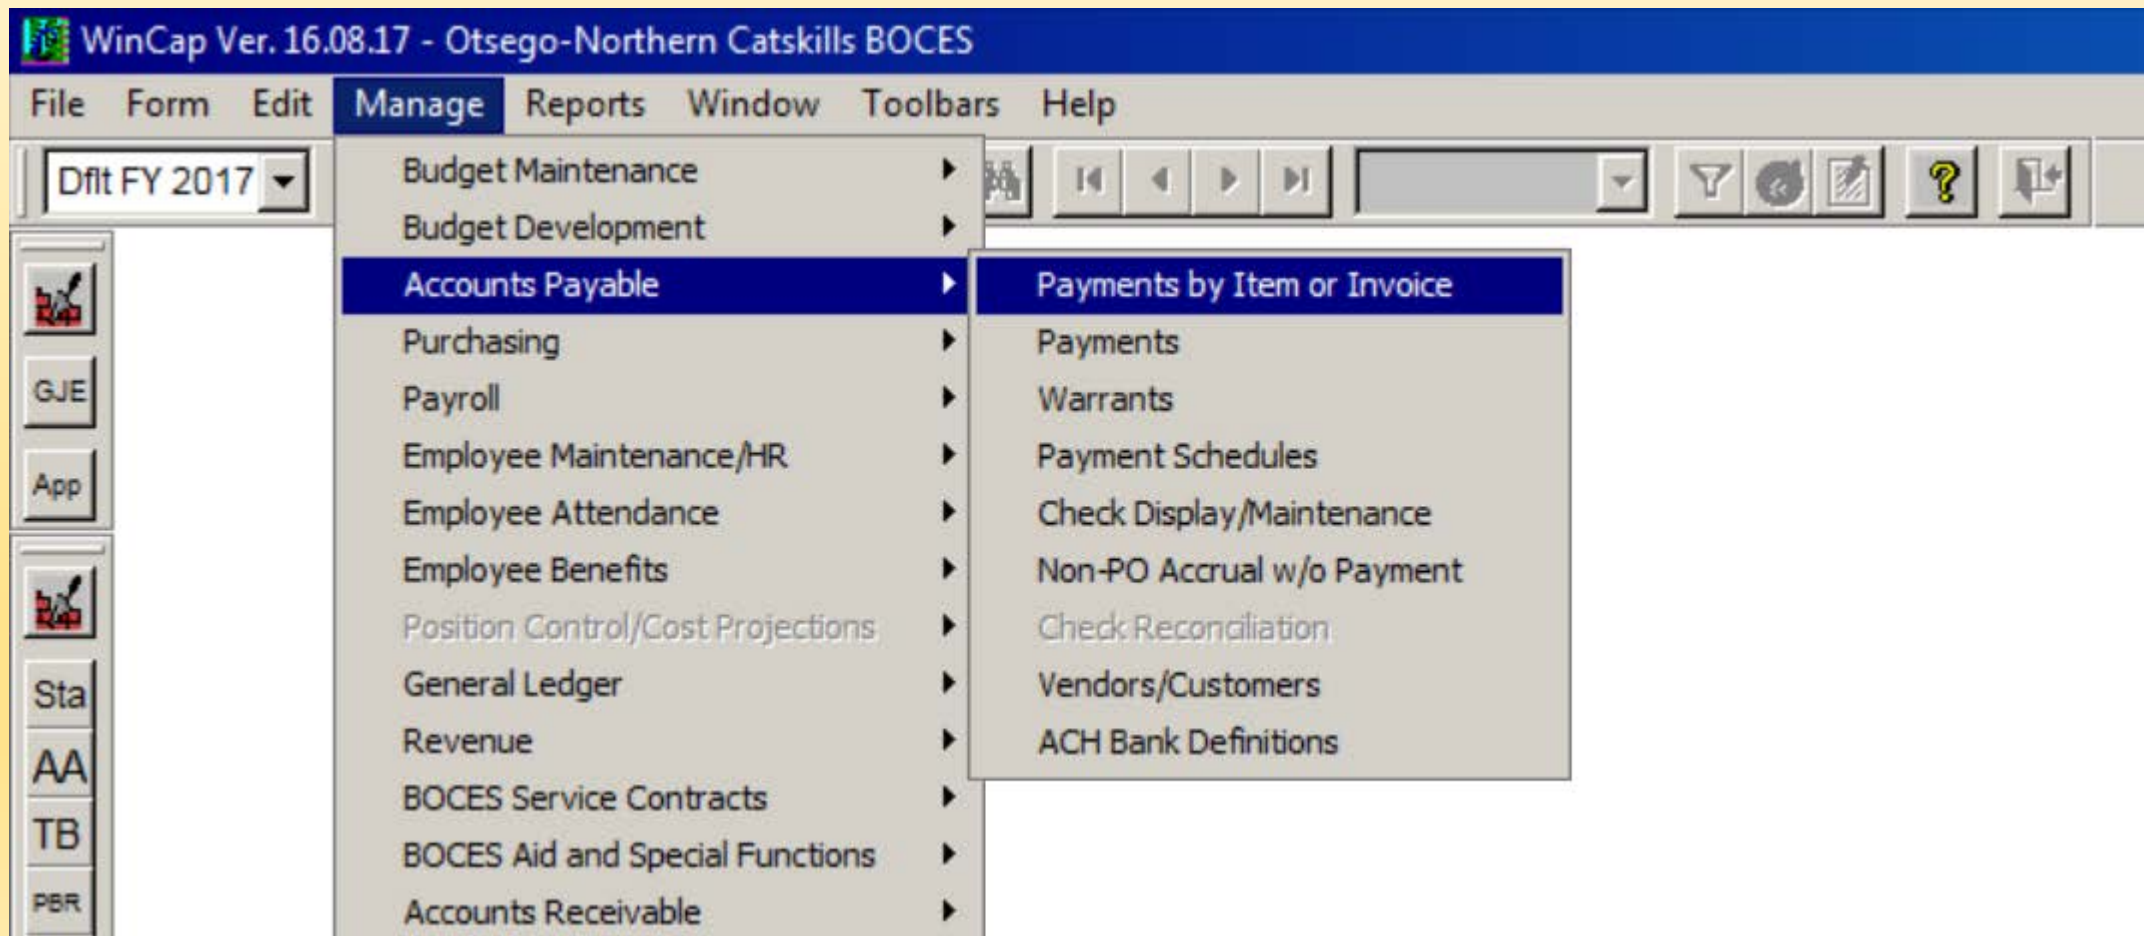 WinCap Ver. 16.08.17 - Otsego-Northern Catskills BOCES
File Form Edit Manage Reports Window Toolbars Help
Dflt FY 2017
Budget Maintenance
Budget Development
Accounts Payable
Purchasing
Payroll
Employee Maintenance/HR
Employee Attendance
Employee Benefits
Position Control/Cost Projections
General Ledger
Revenue
BOCES Service Contracts
BOCES Aid and Special Functions
Accounts Receivable
Payments by Item or Invoice
Payments
Warrants
Payment Schedules
Check Display/Maintenance
Non-PO Accrual w/o Payment
Check Reconciliation
Vendors/Customers
ACH Bank Definitions
GJE
App
Sta
AA
TB
PBR